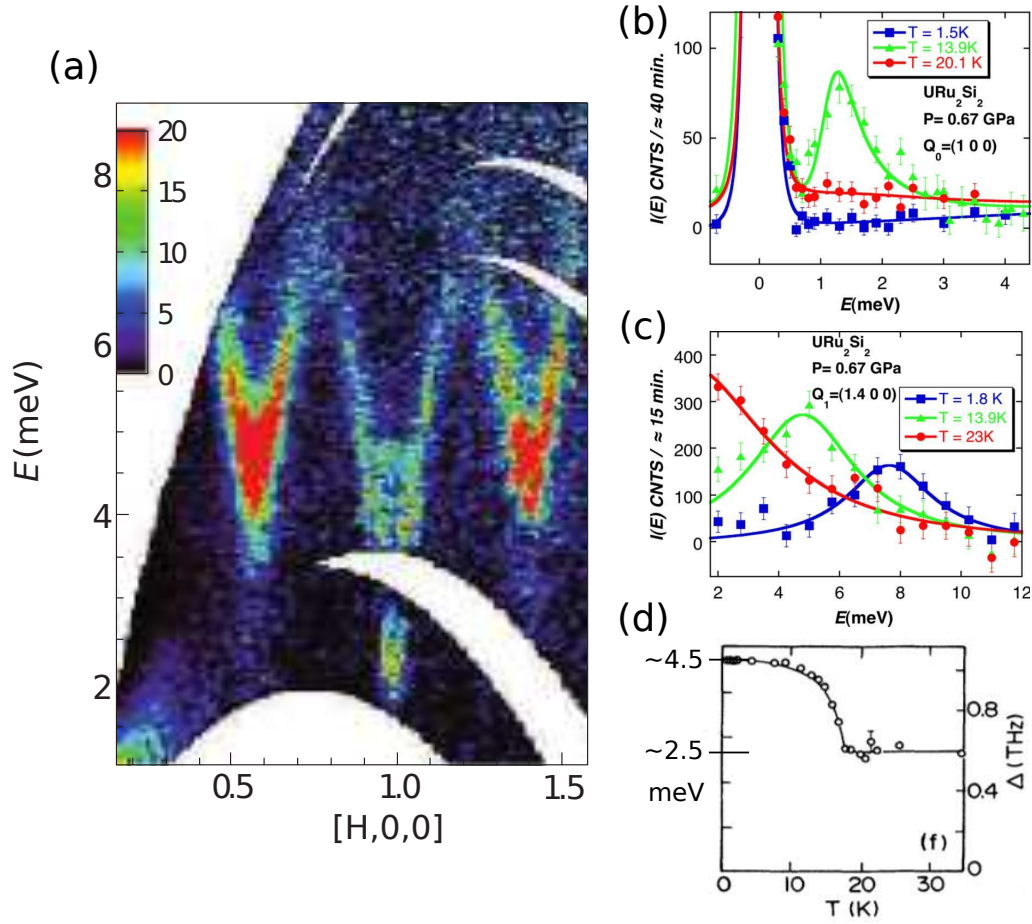 (a)
20
15
10
5
0
8
6
4
2
E(meV)
0.5
1.0
1.5
[H,0,0]
(b)
100
50
0
I(E) CNTS / ≈ 40 min.
T = 1.5K
T = 13.9K
T = 20.1 K
URu2Si2
P= 0.67 GPa
Q0=(1 0 0)
0
1
2
3
4
E(meV)
(c)
400
300
200
100
0
I(E) CNTS / ≈ 15 min.
URu2Si2
P= 0.67 GPa
Q1=(1.4 0 0)
T = 1.8 K
T = 13.9K
T = 23K
2
4
6
8
10
12
E(meV)
(d)
~4.5
~2.5
meV
0.8
0.4
0
Δ (THz)
(f)
0
10
20
30
T (K)